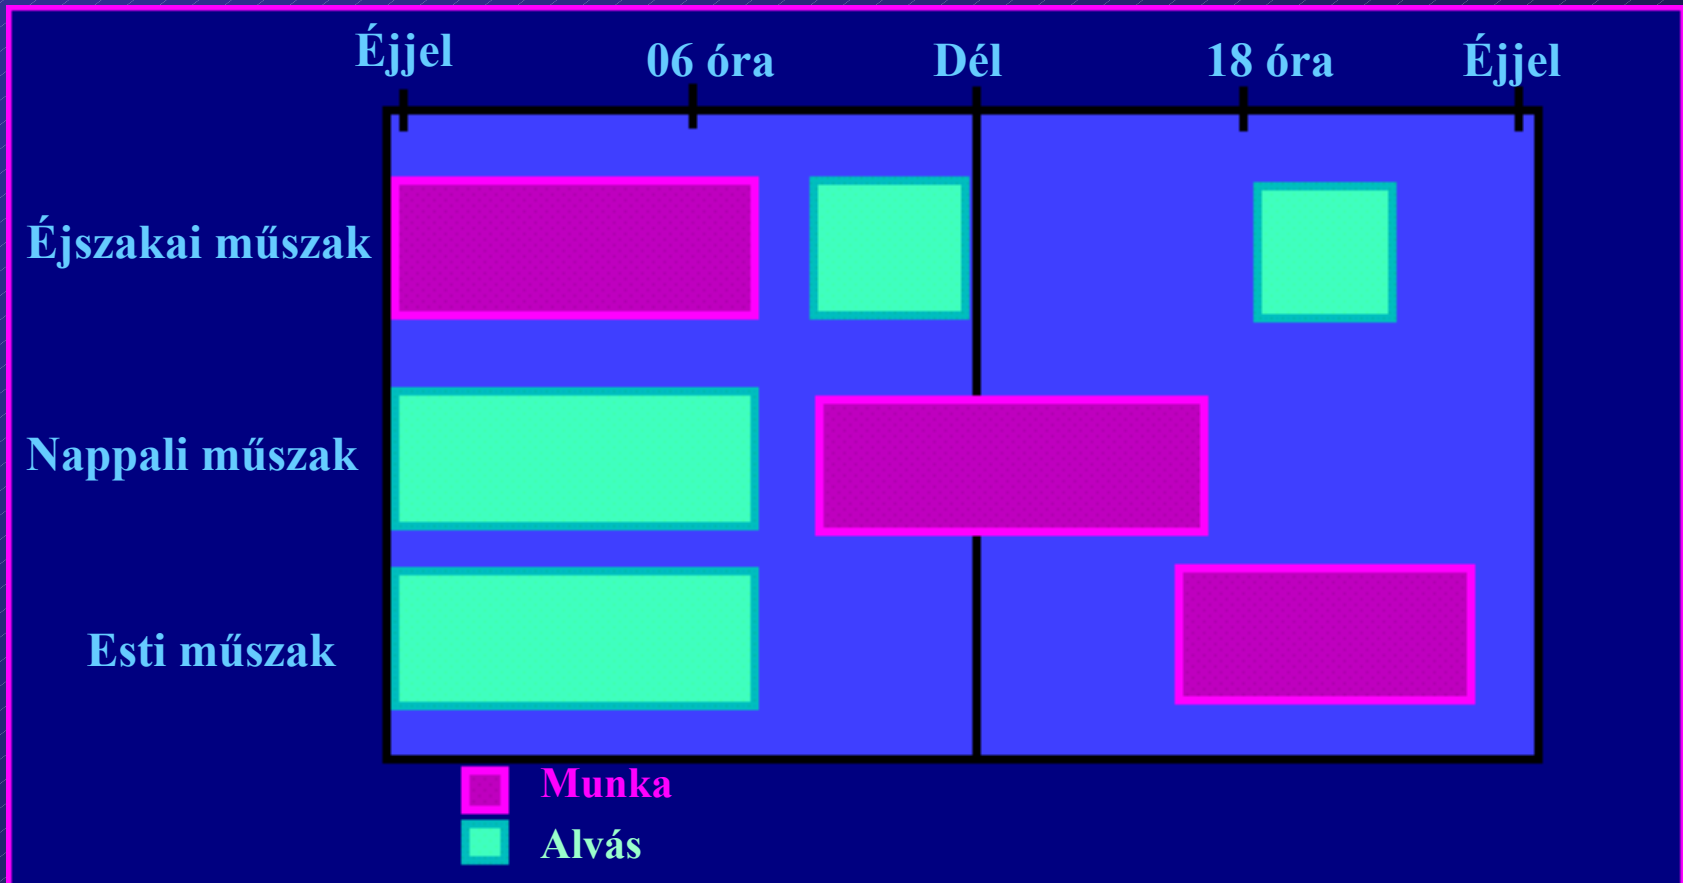 Éjjel
06 óra
Dél
18 óra
Éjjel
Éjszakai műszak
Nappali műszak
Esti műszak
Munka
Alvás